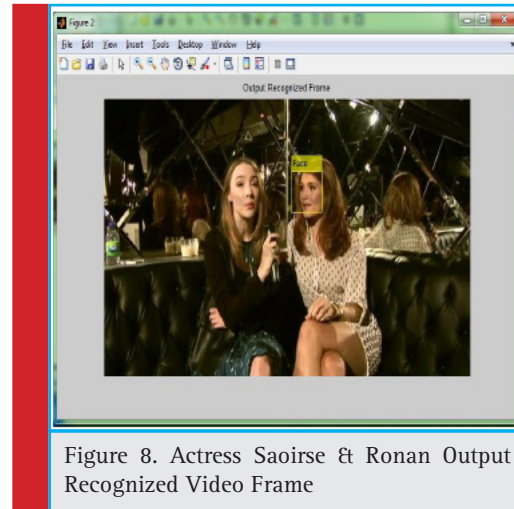 Figure 2
File Edit View Insert Tools Desktop Window Help
Output Recognized Frame
Face
Figure 8. Actress Saoirse & Ronan Output
Recognized Video Frame